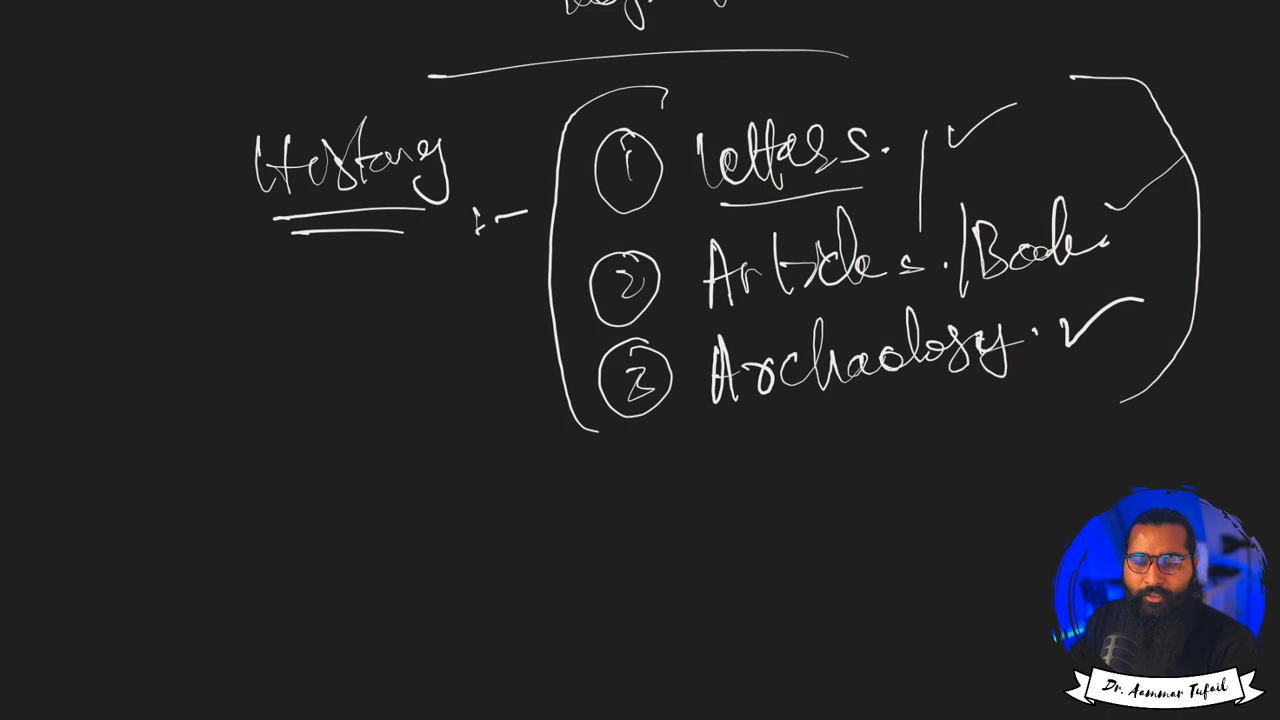 History :-
① Letters. ✓
② Articles. / Book ✓
③ Archaeology. ✓
Dr. Aammar Tufail